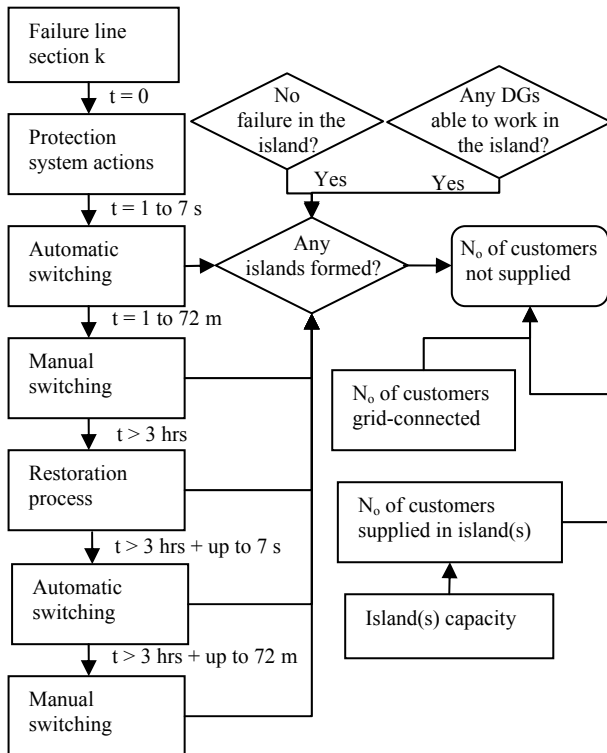 Failure line
section k
t = 0
Protection
system actions
t = 1 to 7 s
Automatic
switching
t = 1 to 72 m
Manual
switching
t > 3 hrs
Restoration
process
t > 3 hrs + up to 7 s
Automatic
switching
t > 3 hrs + up to 72 m
Manual
switching
No
failure in the
island?
Yes
Any DGs
able to work in
the island?
Yes
Any
islands formed?
No of customers
not supplied
No of customers
grid-connected
No of customers
supplied in island(s)
Island(s) capacity